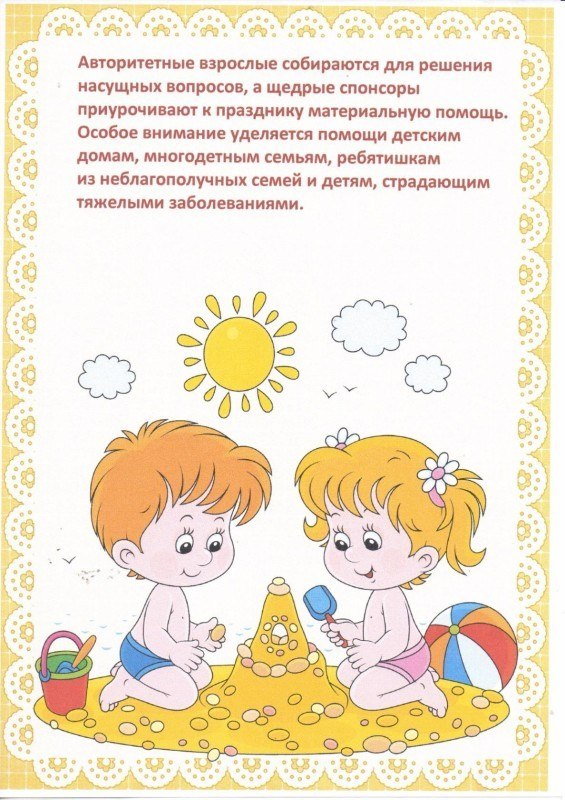 Авторитетные взрослые собираются для решения
насущных вопросов, а щедрые спонсоры
приурочивают к празднику материальную помощь.
Особое внимание уделяется помощи детским
домам, многодетным семьям, ребятишкам
из неблагополучных семей и детям, страдающим
тяжелыми заболеваниями.